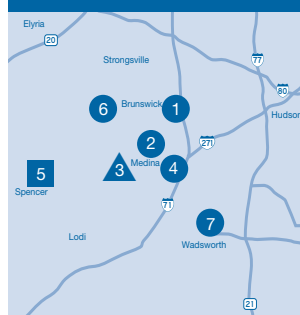 Elyria
20
Strongsville
77
80
6
Brunswick
1
Hudson
2
271
Medina
3
4
5
Spencer
71
7
Lodi
Wadsworth
21